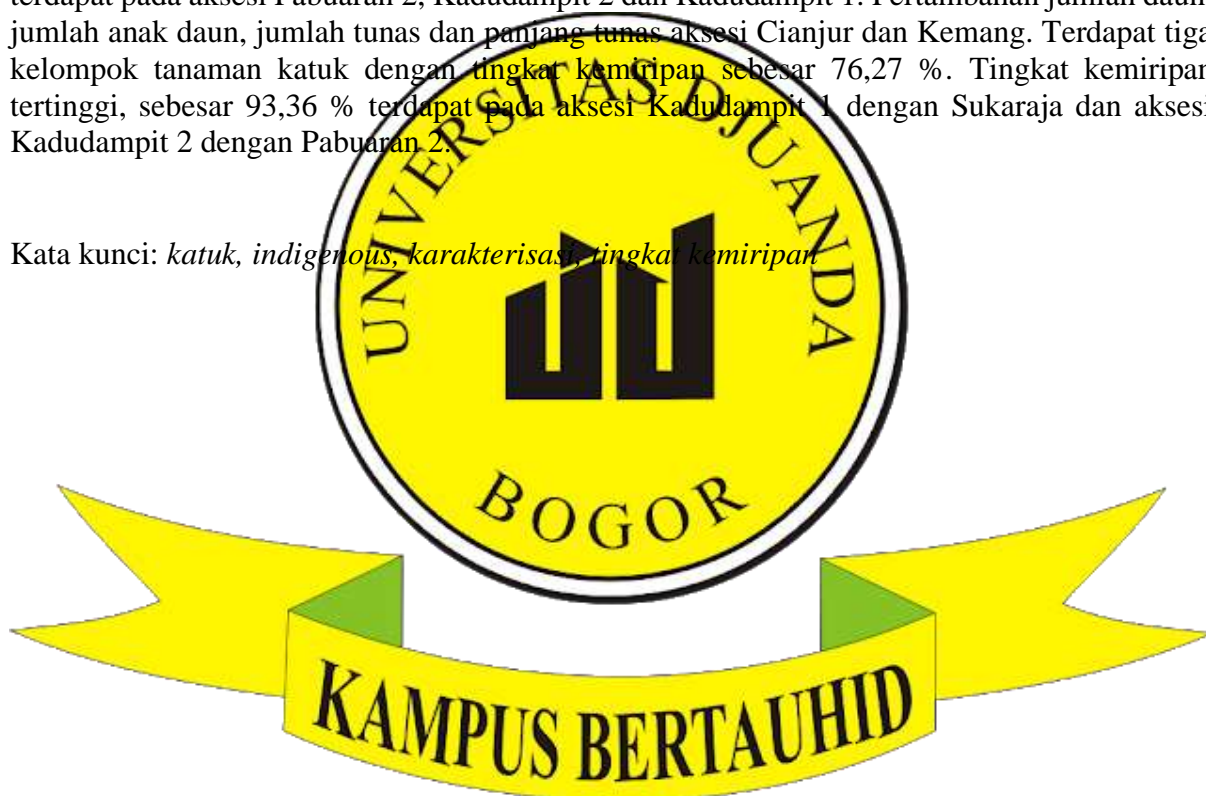 terdapat pada aksesi Pabuaran 2, Kadudampit 2 dan Kadudampit 1. Pertambahan jumlah daun,
jumlah anak daun, jumlah tunas dan panjang tunas aksesi Cianjur dan Kemang. Terdapat tiga
kelompok tanaman katuk dengan tingkat kemiripan sebesar 76,27 %. Tingkat kemiripan
tertinggi, sebesar 93,36 % terdapat pada aksesi Kadudampit 1 dengan Sukaraja dan aksesi
Kadudampit 2 dengan Pabuaran 2.
Kata kunci: katuk, indigenous, karakterisasi, tingkat kemiripan
UNIVERSITAS DJUANDA
BOGOR
KAMPUS BERTAUHID